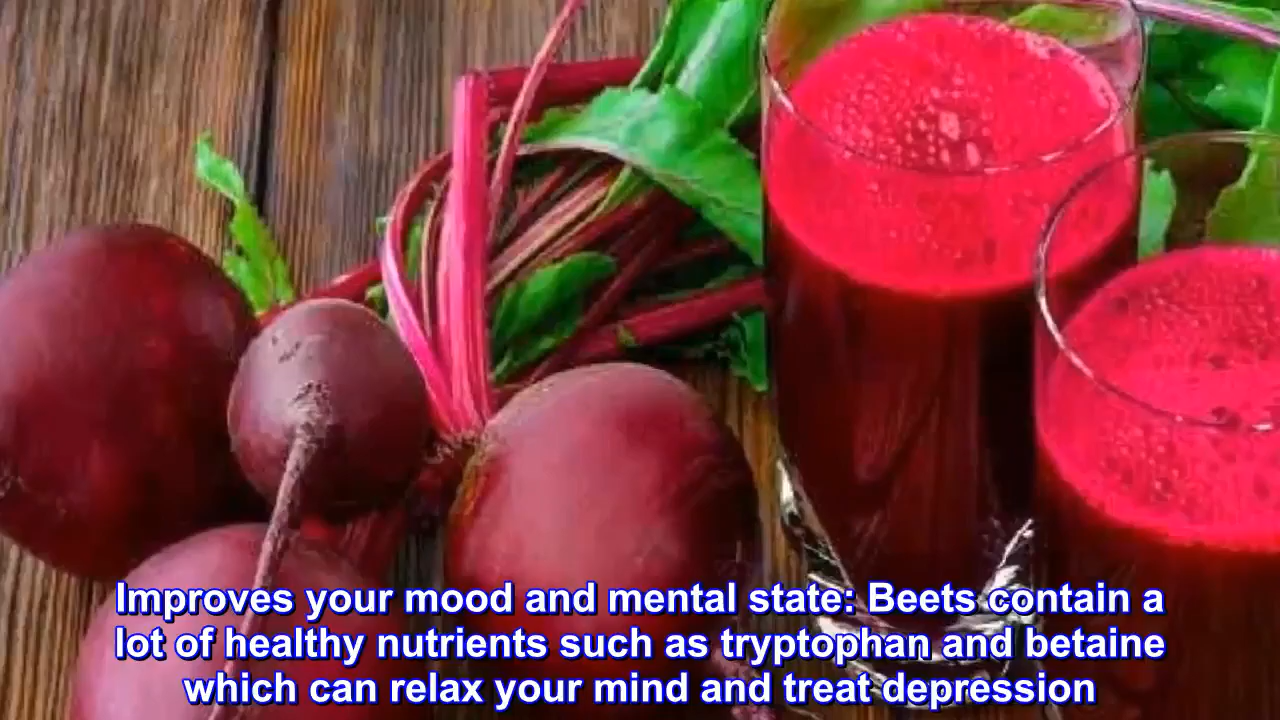 Improves your mood and mental state: Beets contain a
lot of healthy nutrients such as tryptophan and betaine
which can relax your mind and treat depression